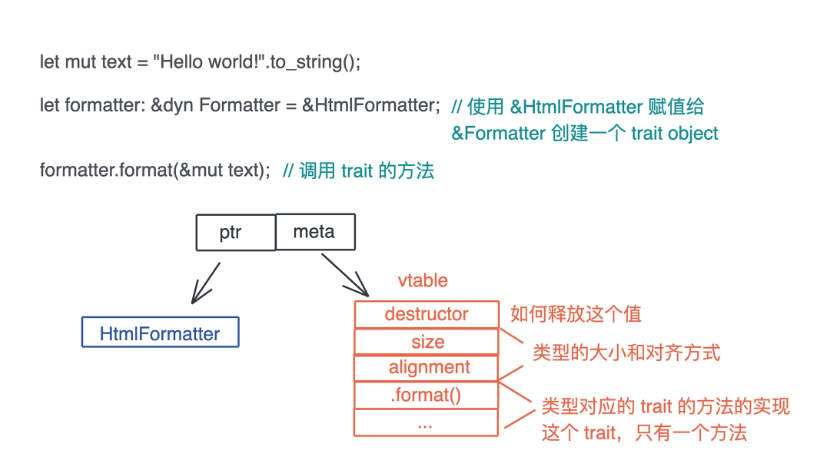 let mut text = "Hello world!".to_string();
let formatter: &dyn Formatter = &HtmlFormatter; // 使用 &HtmlFormatter 赋值给
&Formatter 创建一个 trait object
formatter.format(&mut text); // 调用 trait 的方法
ptr meta
vtable
destructor 如何释放这个值
HtmlFormatter
size
类型的大小和对齐方式
alignment
.format()
类型对应的 trait 的方法的实现
... 
这个 trait，只有一个方法